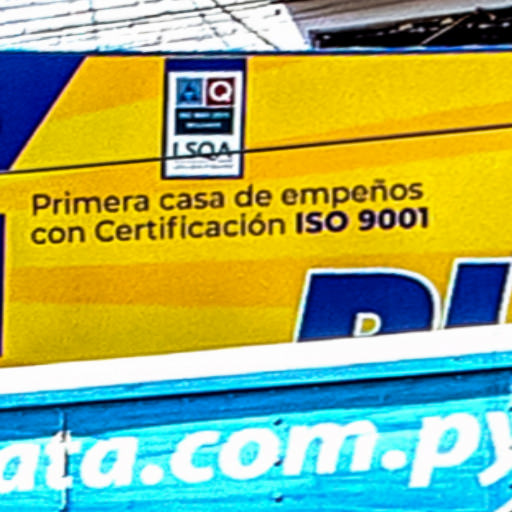 Q
LSQA
Primera casa de empeños
con Certificación ISO 9001
ata.com.py